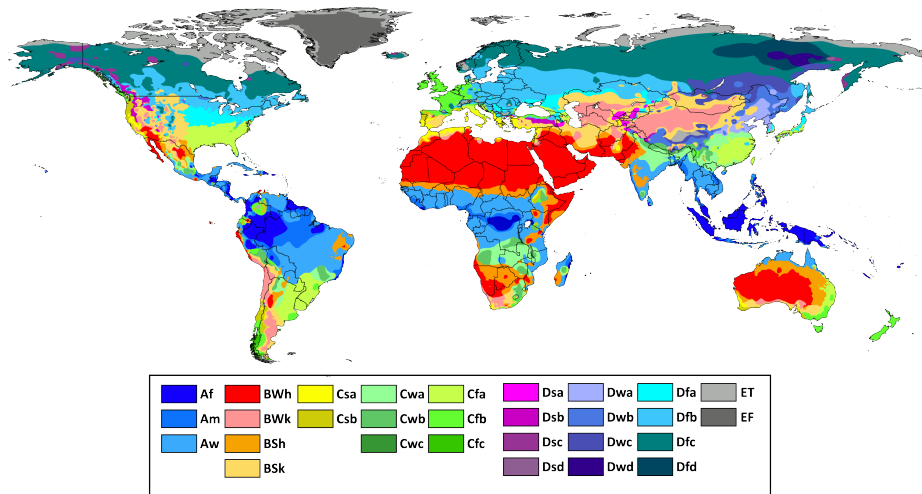 Af BWh Csa Cwa Cfa Dsa Dwa Dfa ET
Am BWk Csb Cwb Cfb Dsb Dwb Dfb EF
Aw BSh Cwc Cfc Dsc Dwc Dfc
BSk Dsd Dwd Dfd